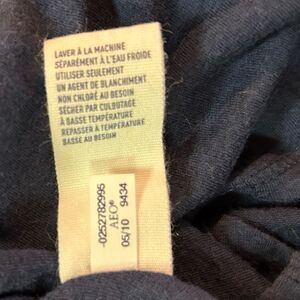 LAVER À LA MACHINE
SÉPARÉMENT À L'EAU FROIDE
UTILISER SEULEMENT
UN AGENT DE BLANCHIMENT
NON CHLORÉ AU BESOIN
SÉCHER PAR CULBUTAGE
À BASSE TEMPÉRATURE
REPASSER À TEMPÉRATURE
BASSE AU BESOIN
-0252782995
AEO®
05/10 9434